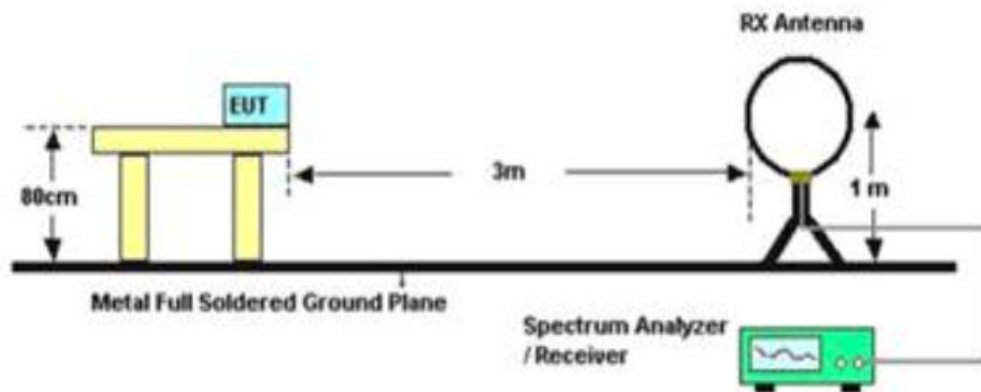 RX Antenna
EUT
3m
80cm
1 m
Metal Full Soldered Ground Plane
Spectrum Analyzer
/ Receiver